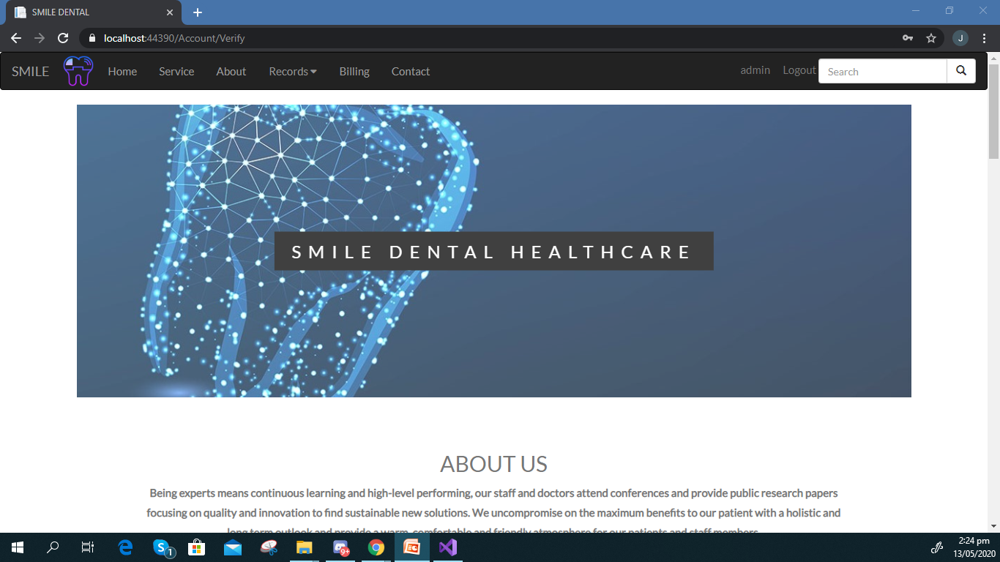 SMILE DENTAL
localhost:44390/Account/Verify
J
SMILE Home Service About Records Billing Contact admin Logout Search
SMILE DENTAL HEALTHCARE
ABOUT US
Being experts means continuous learning and high-level performing, our staff and doctors attend conferences and provide public research papers
focusing on quality and innovation to find sustainable new solutions. We uncompromise on the maximum benefits to our patient with a holistic and
long term outlook and provide a warm, comfortable and friendly atmosphere for our patients and staff members.
1
9+
2:24 pm
13/05/2020